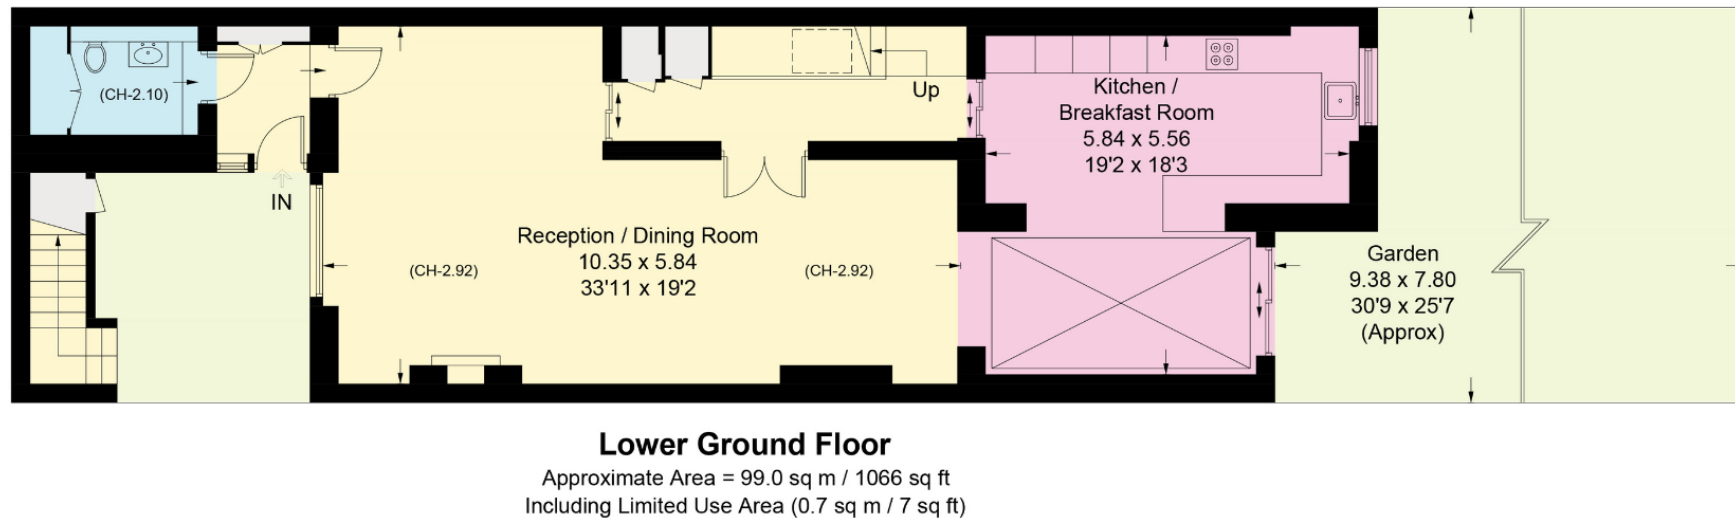 (CH-2.10)
IN
Reception / Dining Room
10.35 x 5.84
33'11 x 19'2
(CH-2.92)
(CH-2.92)
Up
Kitchen /
Breakfast Room
5.84 x 5.56
19'2 x 18'3
Garden
9.38 x 7.80
30'9 x 25'7
(Approx)
Lower Ground Floor
Approximate Area = 99.0 sq m / 1066 sq ft
Including Limited Use Area (0.7 sq m / 7 sq ft)